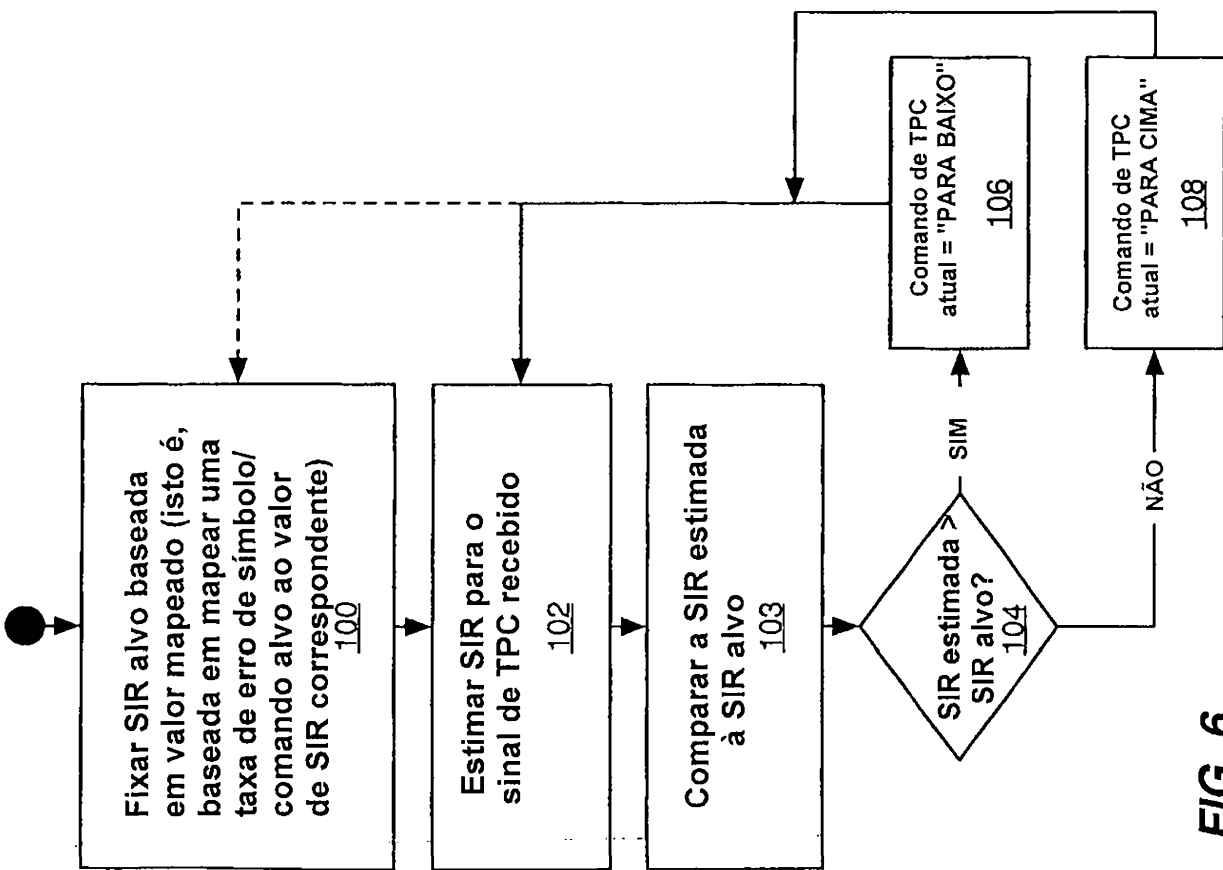 Fixar SIR alvo baseada
em valor mapeado (isto é,
baseada em mapear uma
taxa de erro de símbolo/
comando alvo ao valor
de SIR correspondente)
100
Estimar SIR para o
sinal de TPC recebido
102
Comparar a SIR estimada
à SIR alvo
103
SIR estimada >
SIR alvo?
104
SIM
NÃO
Comando de TPC
atual = "PARA BAIXO"
106
Comando de TPC
atual = "PARA CIMA"
108
FIG. 6